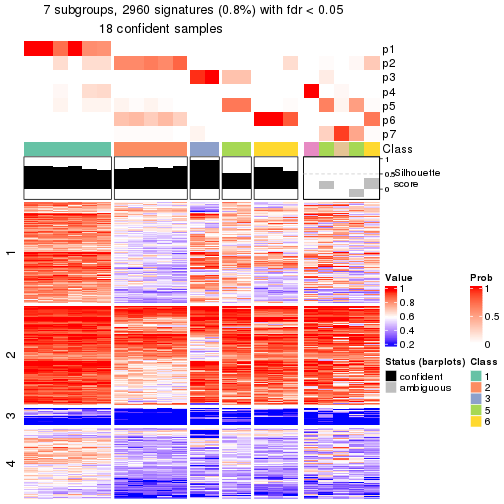 7 subgroups, 2960 signatures (0.8%) with fdr < 0.05
18 confident samples
p1
p2
p3
p4
p5
p6
p7
Class
1
0.5
0
Silhouette
score
1
2
3
4
Value
1
0.8
0.6
0.4
0.2
Prob
1
0.5
0
Status (barplots)
confident
ambiguous
Class
1
2
3
5
6